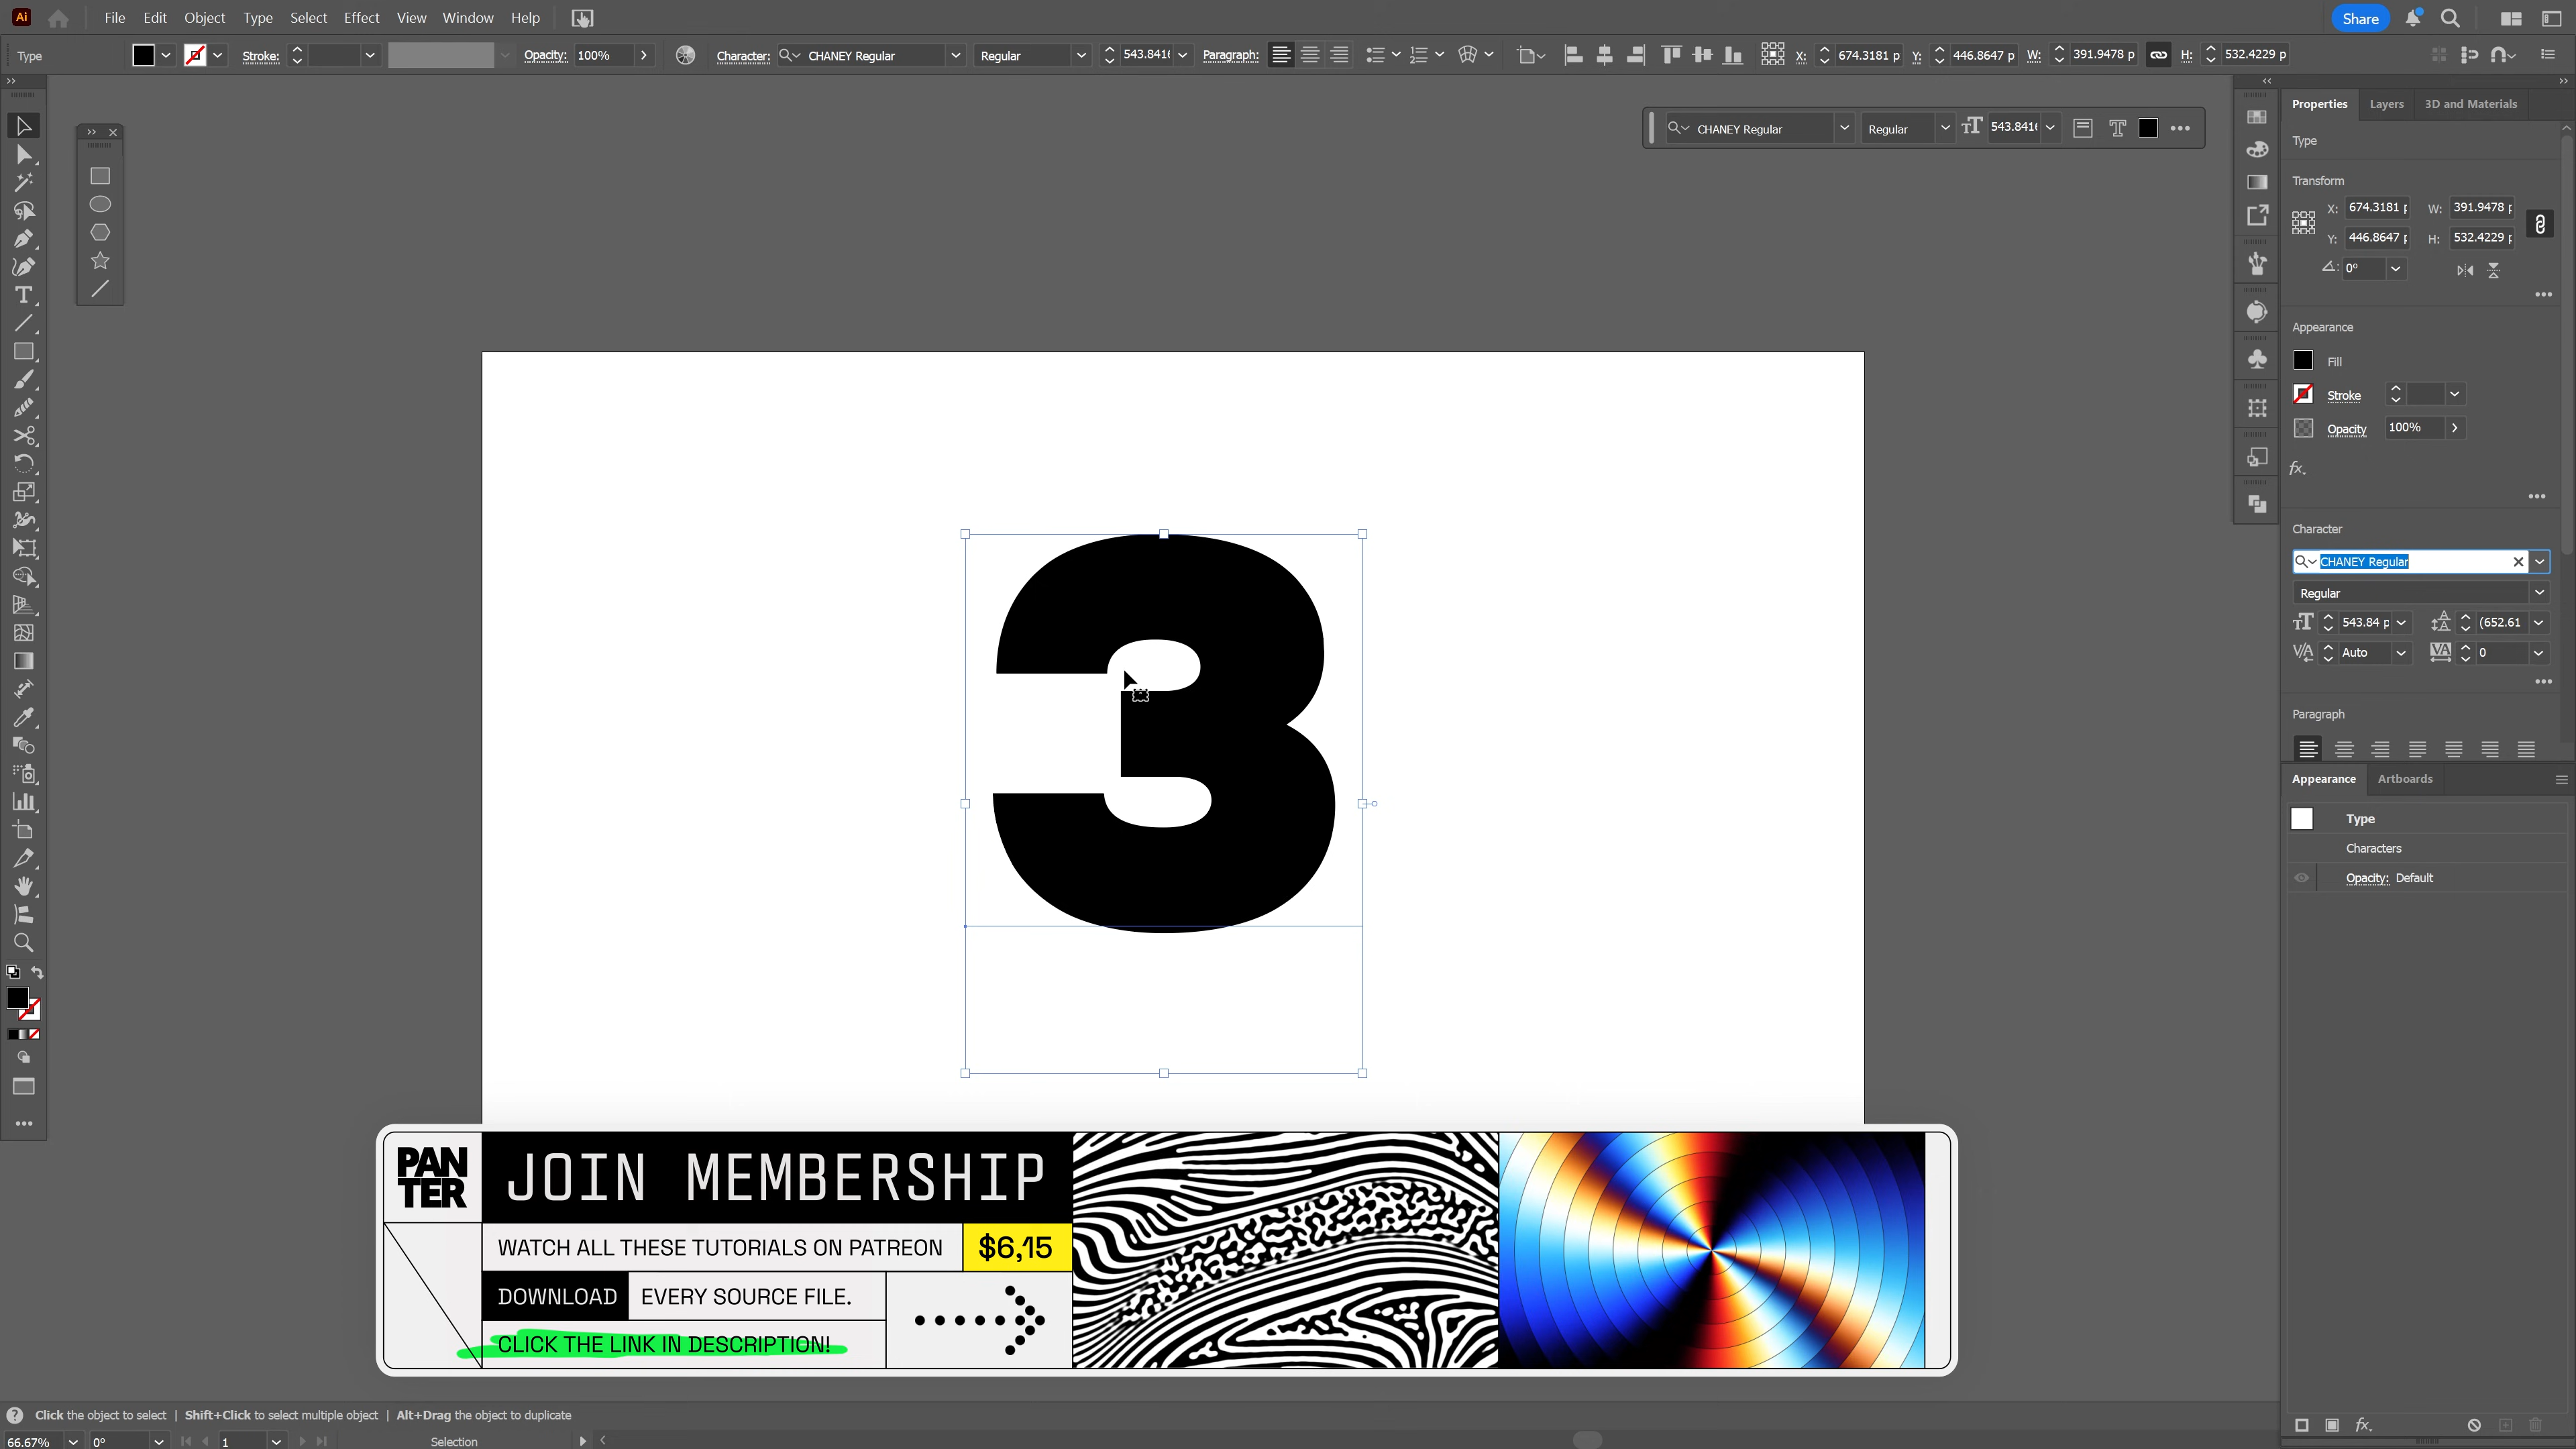 Ai File Edit Object Type Select Effect View Window Help Share
Type Stroke: Opacity: 100% Character: CHANEY Regular Regular 543.841 Paragraph: X: 674.3181 p Y: 446.8647 p W: 391.9478 p H: 532.4229 p
CHANEY Regular Regular 543.841
Properties Layers 3D and Materials
Type
Transform
X: 674.3181 W: 391.9478
Y: 446.8647 H: 532.4229
0°
Appearance
Fill
Stroke
Opacity 100%
fx.
Character
CHANEY Regular
Regular
543.84 p (652.61
Auto 0
Paragraph
Appearance Artboards
Type
Characters
Opacity: Default
3
PAN
TER
JOIN MEMBERSHIP
WATCH ALL THESE TUTORIALS ON PATREON $6,15
DOWNLOAD EVERY SOURCE FILE.
CLICK THE LINK IN DESCRIPTION!
Click the object to select | Shift+Click to select multiple object | Alt+Drag the object to duplicate
66.67% 0° 1 Selection
fx.